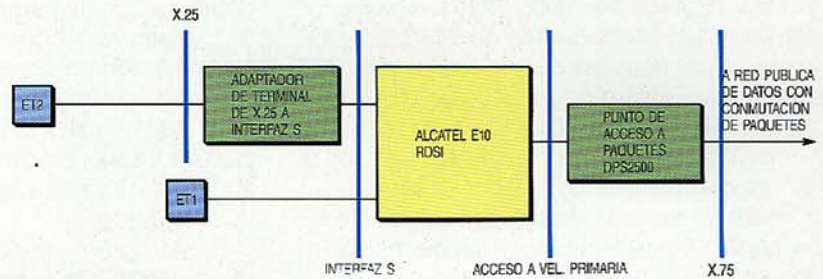 X.25
ET2
ADAPTADOR
DE TERMINAL
DE X.25 A
INTERFAZ S
ET1
ALCATEL E10
RDSI
PUNTO DE
ACCESO A
PAQUETES
DPS2500
A RED PUBLICA
DE DATOS CON
CONMUTACION
DE PAQUETES
INTERFAZ S
ACCESO A VEL. PRIMARIA
X.75